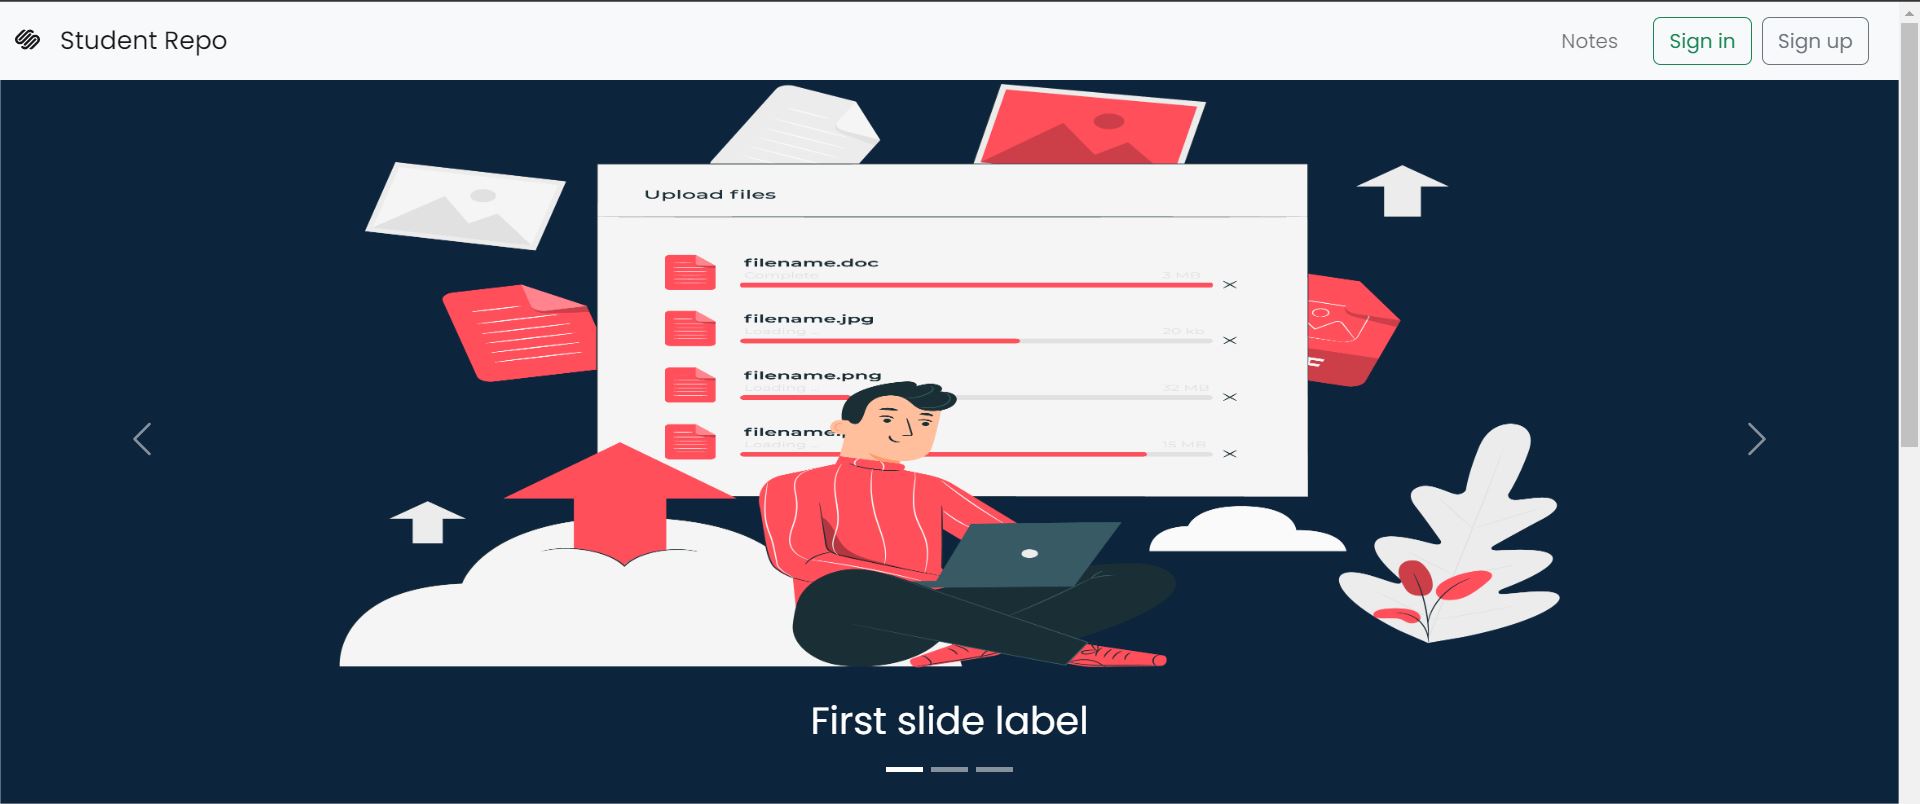 Student Repo
Notes
Sign in
Sign up
Upload files
filename.doc
Complete
3 MB
filename.jpg
Loading ...
20 kb
filename.png
Loading ...
32 MB
filename.
Loading ...
15 MB
First slide label